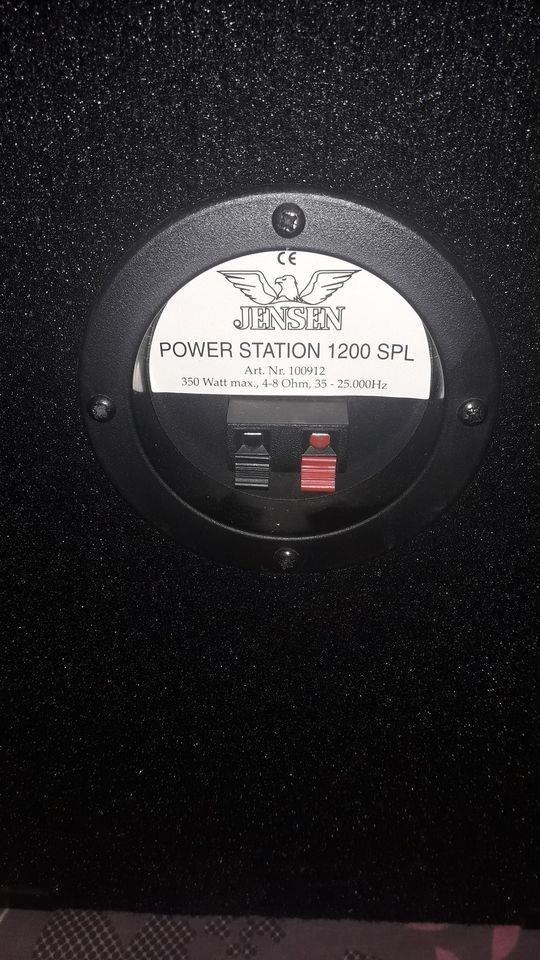 CE
JENSEN
POWER STATION 1200 SPL
Art. Nr. 100912
350 Watt max., 4-8 Ohm, 35 - 25.000Hz